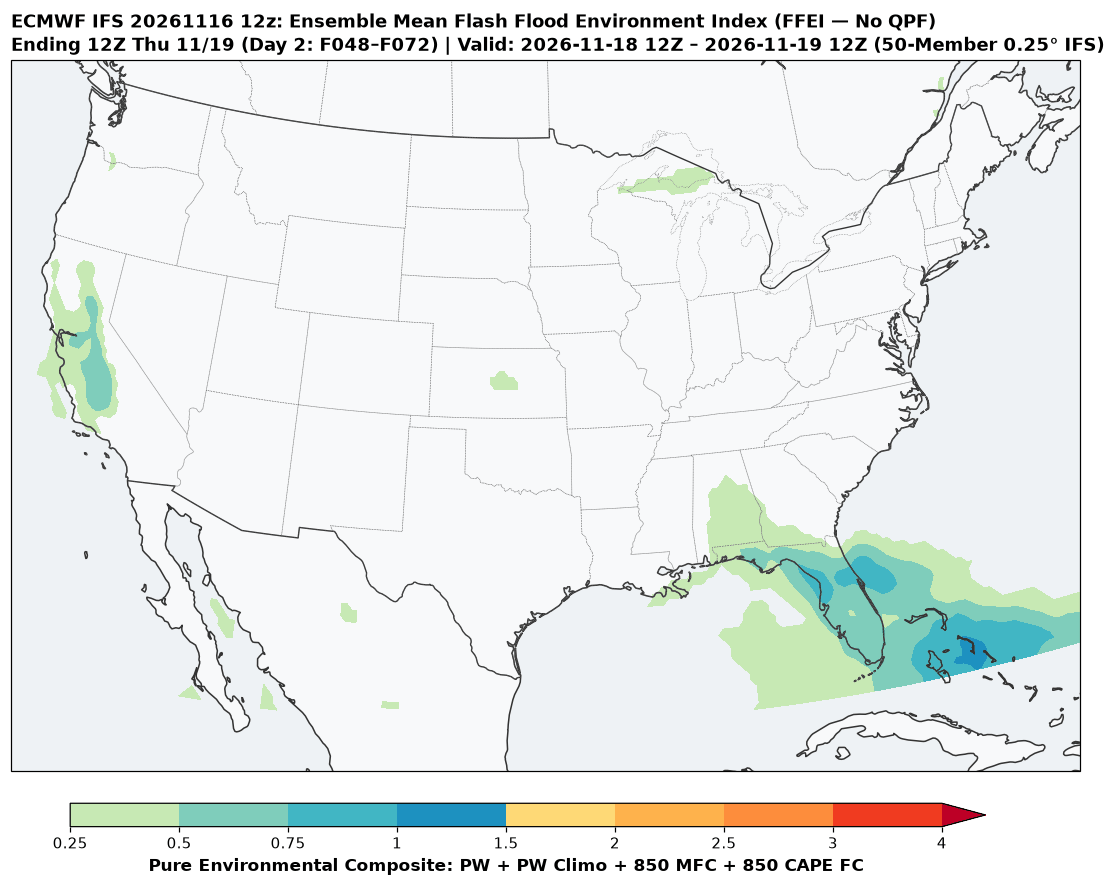 ECMWF IFS 20261116 12z: Ensemble Mean Flash Flood Environment Index (FFEI — No QPF)
Ending 12Z Thu 11/19 (Day 2: F048–F072) | Valid: 2026-11-18 12Z – 2026-11-19 12Z (50-Member 0.25° IFS)
0.25 0.5 0.75 1 1.5 2 2.5 3 4
Pure Environmental Composite: PW + PW Climo + 850 MFC + 850 CAPE FC